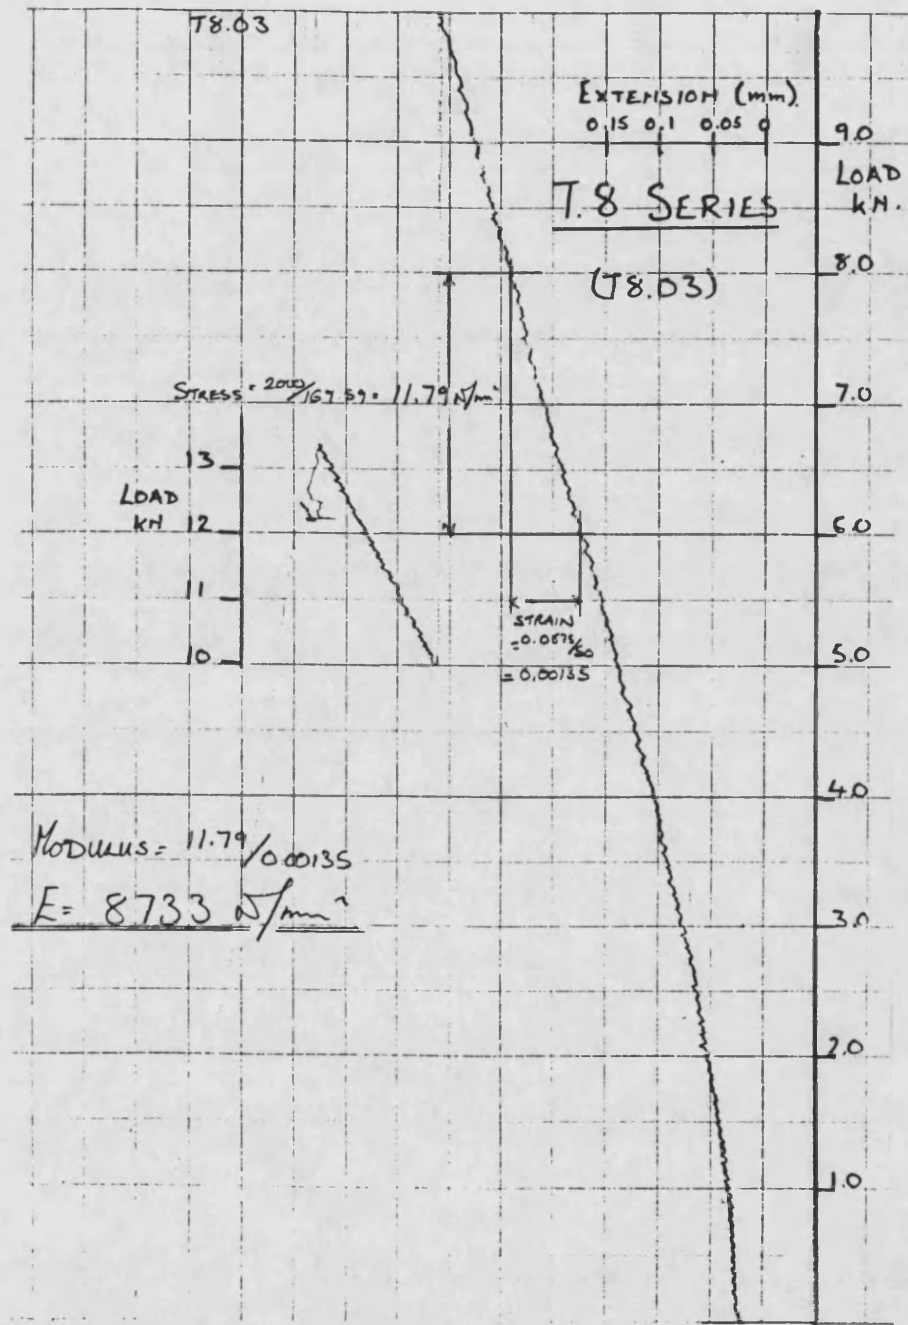 T8.03
EXTENSION (mm)
0.15 0.1 0.05 0
9.0
LOAD
kN.
T.8 SERIES
8.0
(T8.03)
STRESS = 2000/169.59 = 11.79 N/mm²
7.0
13
LOAD
kN 12
6.0
11
STRAIN
= 0.0675/50
10
5.0
= 0.00135
4.0
MODULUS = 11.79/0.00135
E = 8733 N/mm²
3.0
2.0
1.0